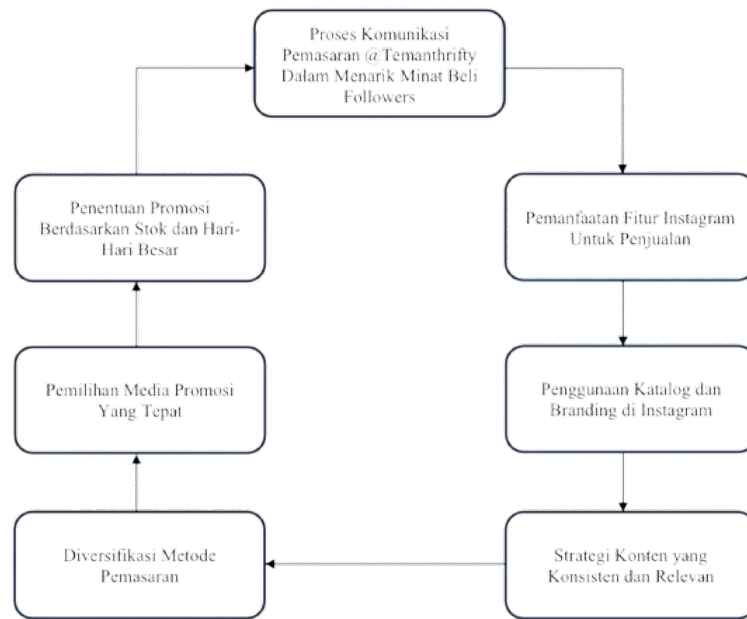 Proses Komunikasi
Pemasaran @Temanthrifty
Dalam Menarik Minat Beli
Followers
Penentuan Promosi
Berdasarkan Stok dan Hari-
Hari Besar
Pemanfaatan Fitur Instagram
Untuk Penjualan
Pemilihan Media Promosi
Yang Tepat
Penggunaan Katalog dan
Branding di Instagram
Diversifikasi Metode
Pemasaran
Strategi Konten yang
Konsisten dan Relevan